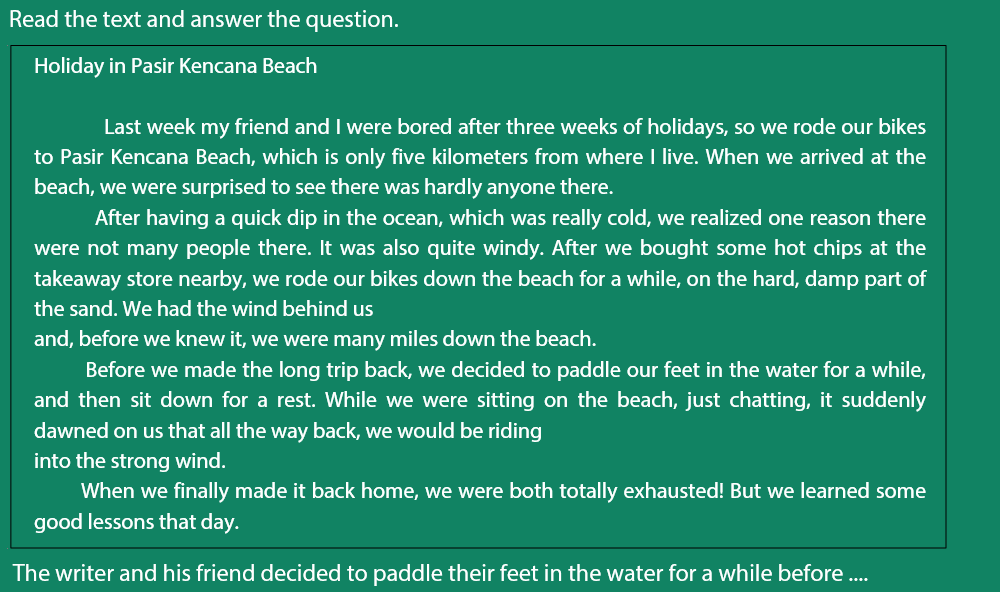 Read the text and answer the question.
Holiday in Pasir Kencana Beach
Last week my friend and I were bored after three weeks of holidays, so we rode our bikes
to Pasir Kencana Beach, which is only five kilometers from where I live. When we arrived at the
beach, we were surprised to see there was hardly anyone there.
After having a quick dip in the ocean, which was really cold, we realized one reason there
were not many people there. It was also quite windy. After we bought some hot chips at the
takeaway store nearby, we rode our bikes down the beach for a while, on the hard, damp part of
the sand. We had the wind behind us
and, before we knew it, we were many miles down the beach.
Before we made the long trip back, we decided to paddle our feet in the water for a while,
and then sit down for a rest. While we were sitting on the beach, just chatting, it suddenly
dawned on us that all the way back, we would be riding
into the strong wind.
When we finally made it back home, we were both totally exhausted! But we learned some
good lessons that day.
The writer and his friend decided to paddle their feet in the water for a while before ....